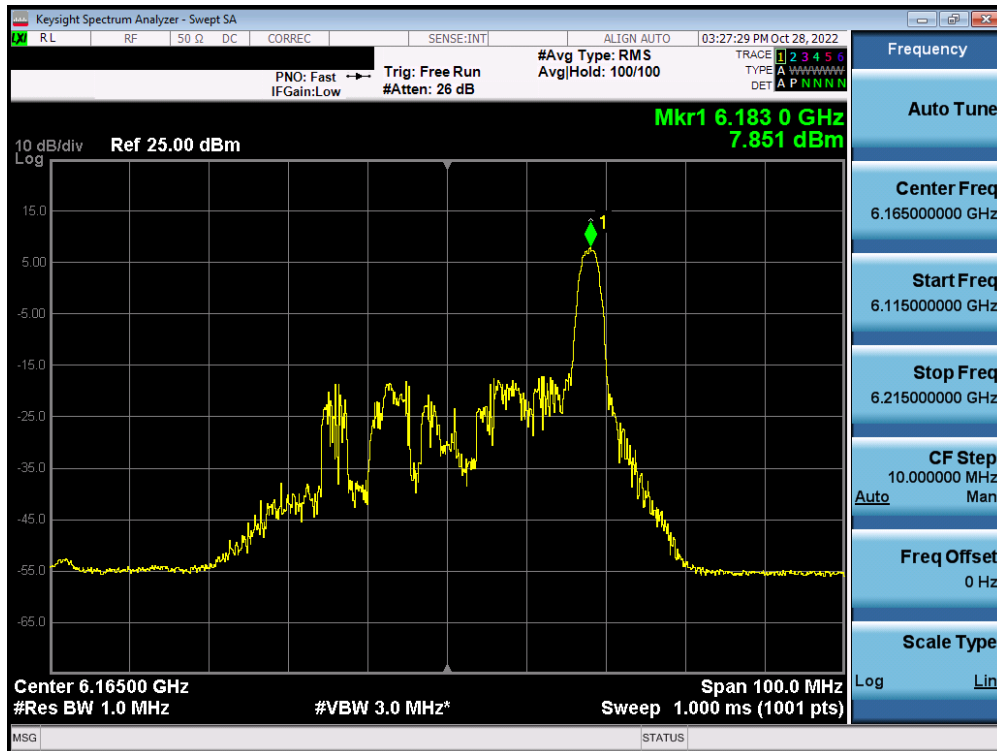 Keysight Spectrum Analyzer - Swept SA
LXI RL RF 50 Ω DC CORREC SENSE:INT ALIGN AUTO 03:27:29 PM Oct 28, 2022
PNO: Fast Trig: Free Run #Avg Type: RMS TRACE 1 2 3 4 5 6
IFGain:Low #Atten: 26 dB Avg|Hold: 100/100 TYPE A WWWWW
DET A P N N N N
Mkr1 6.183 0 GHz
7.851 dBm
10 dB/div Ref 25.00 dBm
Log
15.0
5.00
-5.00
-15.0
-25.0
-35.0
-45.0
-55.0
-65.0
1
Center 6.16500 GHz Span 100.0 MHz
#Res BW 1.0 MHz #VBW 3.0 MHz* Sweep 1.000 ms (1001 pts)
MSG STATUS
Frequency
Auto Tune
Center Freq
6.165000000 GHz
Start Freq
6.115000000 GHz
Stop Freq
6.215000000 GHz
CF Step
10.000000 MHz
Auto Man
Freq Offset
0 Hz
Scale Type
Log Lin